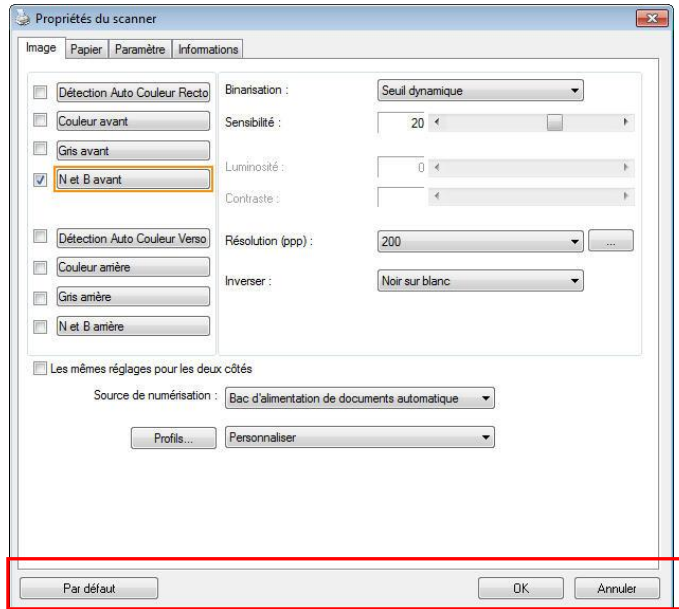 Propriétés du scanner
Image Papier Paramètre Informations
Détection Auto Couleur Recto
Couleur avant
Gris avant
N et B avant
Détection Auto Couleur Verso
Couleur arrière
Gris arrière
N et B arrière
Binarisation : Seuil dynamique
Sensibilité : 20
Luminosité : 0
Contraste :
Résolution (ppp) : 200 ...
Inverser : Noir sur blanc
Les mêmes réglages pour les deux côtés
Source de numérisation : Bac d'alimentation de documents automatique
Profils... Personnaliser
Par défaut OK Annuler